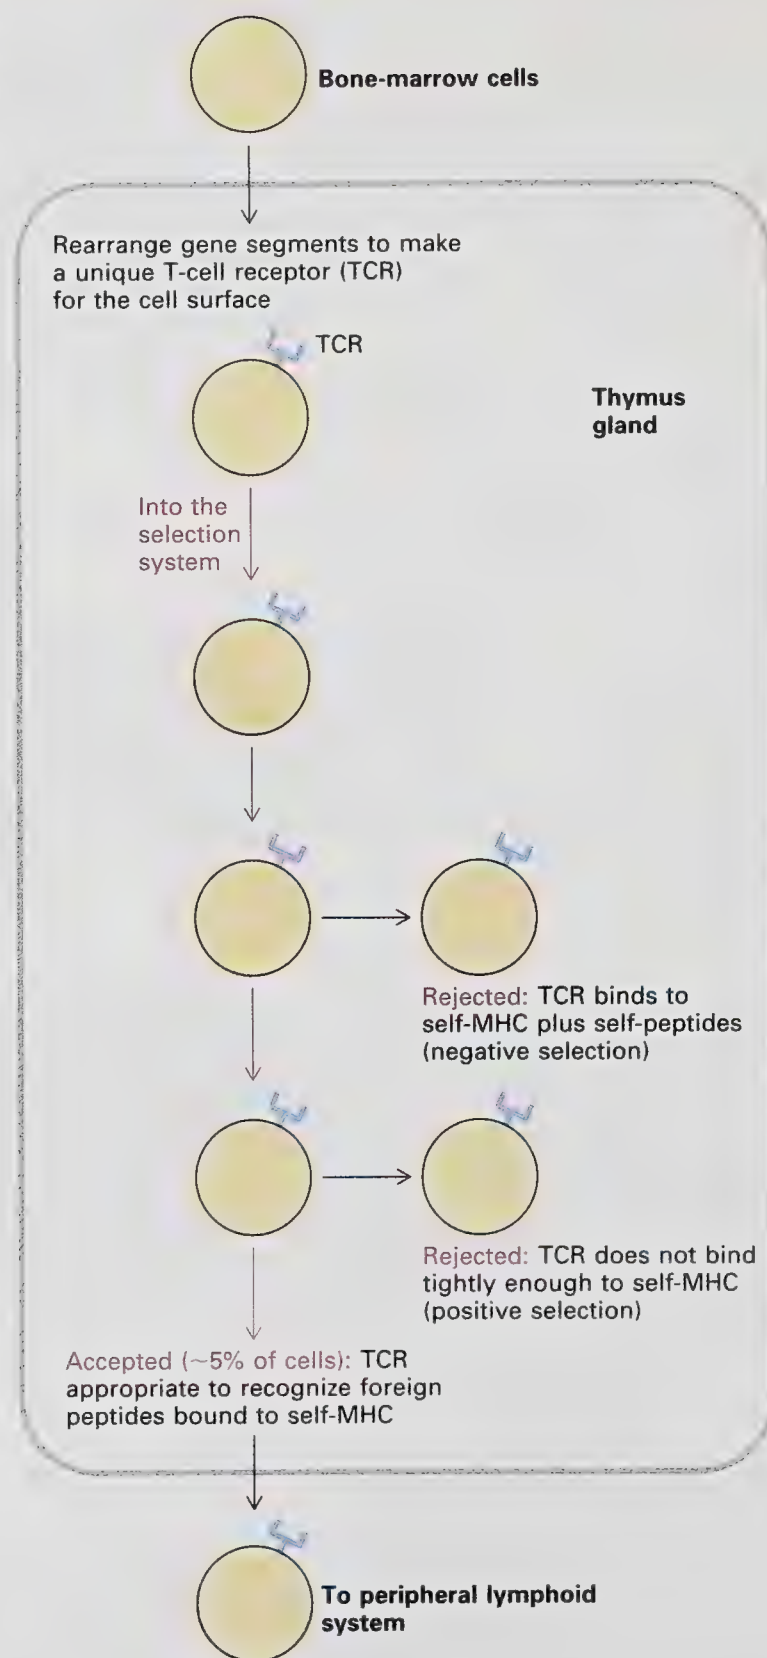 Bone-marrow cells
Rearrange gene segments to make
a unique T-cell receptor (TCR)
for the cell surface
TCR
Thymus
gland
Into the
selection
system
Rejected: TCR binds to
self-MHC plus self-peptides
(negative selection)
Rejected: TCR does not bind
tightly enough to self-MHC
(positive selection)
Accepted (~5% of cells): TCR
appropriate to recognize foreign
peptides bound to self-MHC
To peripheral lymphoid
system